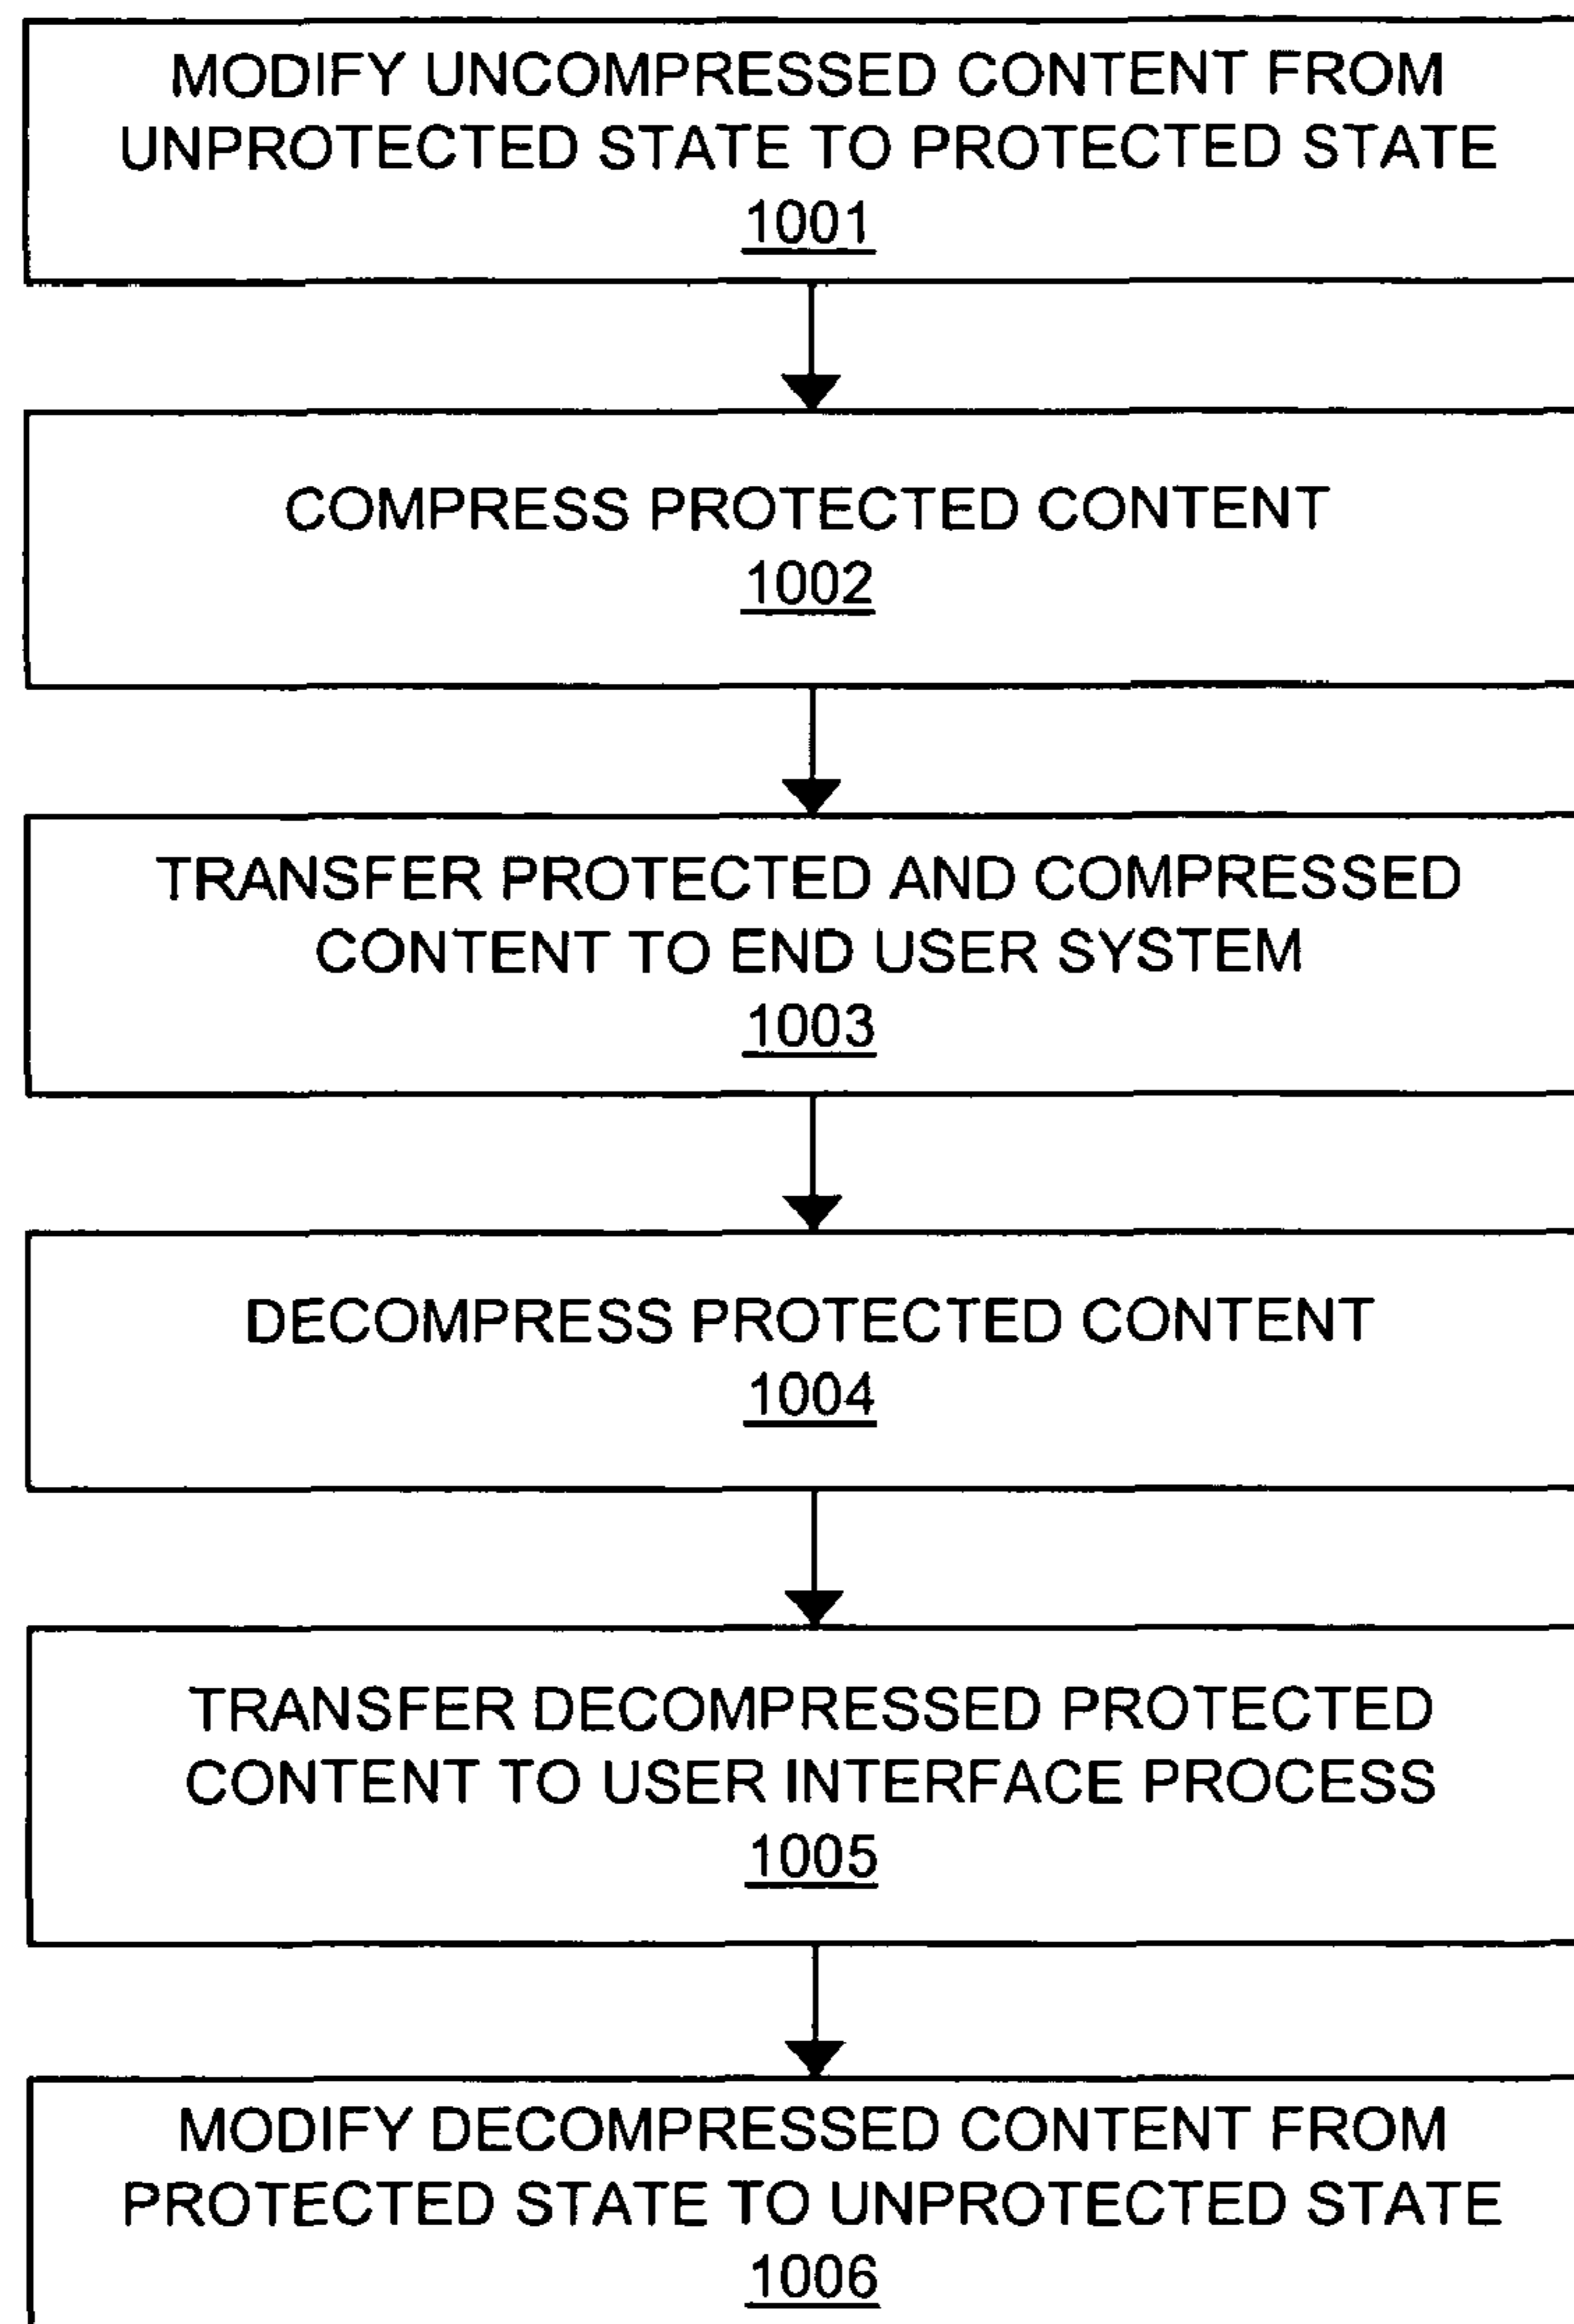 MODIFY UNCOMPRESSED CONTENT FROM
UNPROTECTED STATE TO PROTECTED STATE
1001
COMPRESS PROTECTED CONTENT
1002
TRANSFER PROTECTED AND COMPRESSED
CONTENT TO END USER SYSTEM
1003
DECOMPRESS PROTECTED CONTENT
1004
TRANSFER DECOMPRESSED PROTECTED
CONTENT TO USER INTERFACE PROCESS
1005
MODIFY DECOMPRESSED CONTENT FROM
PROTECTED STATE TO UNPROTECTED STATE
1006